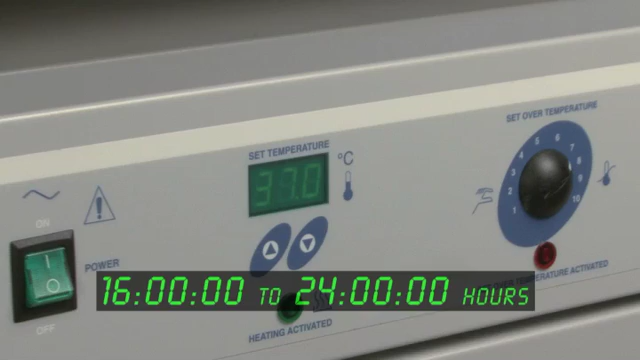 SET OVER TEMPERATURE
1 2 3 4 5 6 7 8 9 10
SET TEMPERATURE
37.0 °C
ON
POWER
OFF
16:00:00 TO 24:00:00 HOURS
OVER TEMPERATURE ACTIVATED
HEATING ACTIVATED